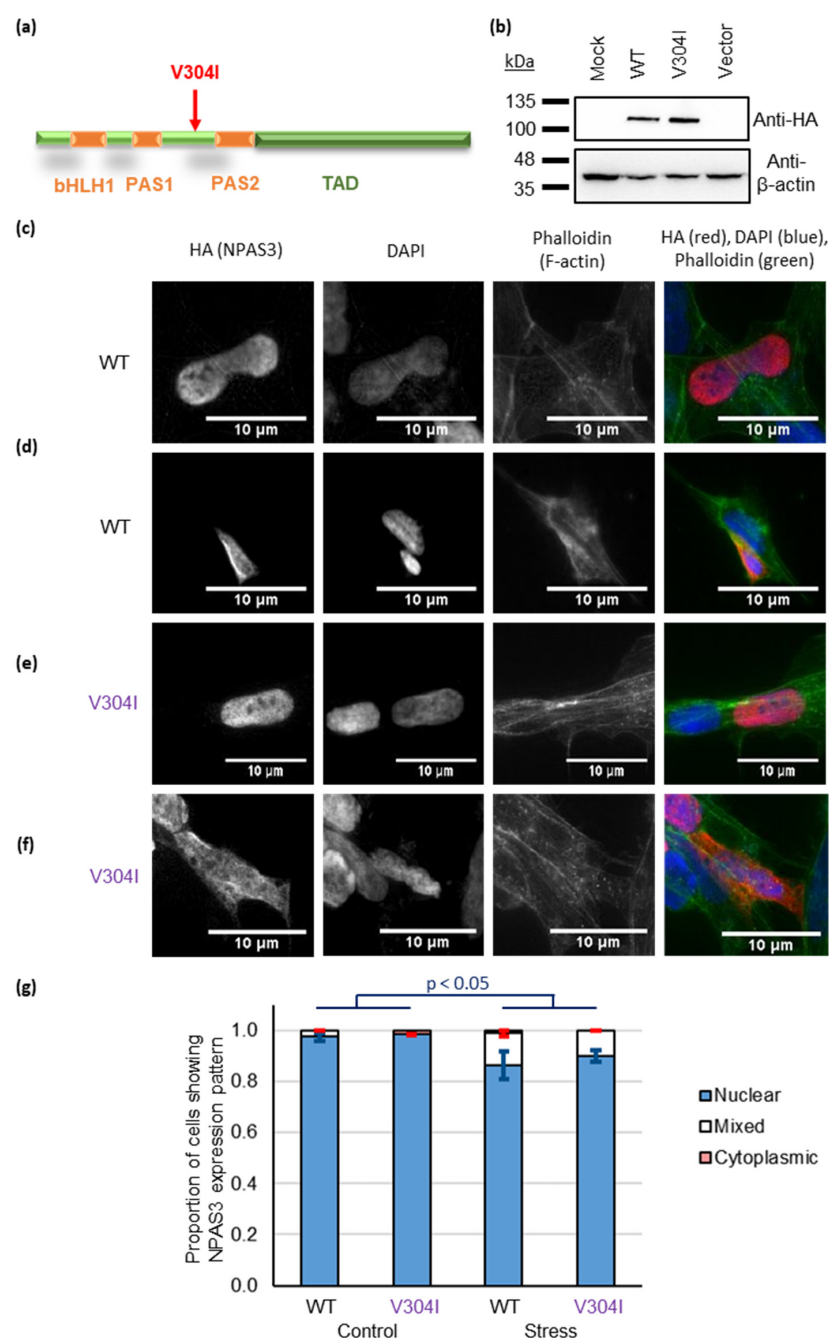 (a)
V304I
bHLH1 PAS1 PAS2 TAD
(b)
kDa Mock WT V304I Vector
135
100
Anti-HA
48
35
Anti-
β-actin
(c)
HA (NPAS3) DAPI Phalloidin
(F-actin) HA (red), DAPI (blue),
Phalloidin (green)
WT
10 µm 10 µm 10 µm 10 µm
(d)
WT
10 µm 10 µm 10 µm 10 µm
(e)
V304I
10 µm 10 µm 10 µm 10 µm
(f)
V304I
10 µm 10 µm 10 µm 10 µm
(g)
p < 0.05
Proportion of cells showing
NPAS3 expression pattern
1.0
0.8
0.6
0.4
0.2
0.0
WT V304I WT V304I
Control Stress
Nuclear
Mixed
Cytoplasmic